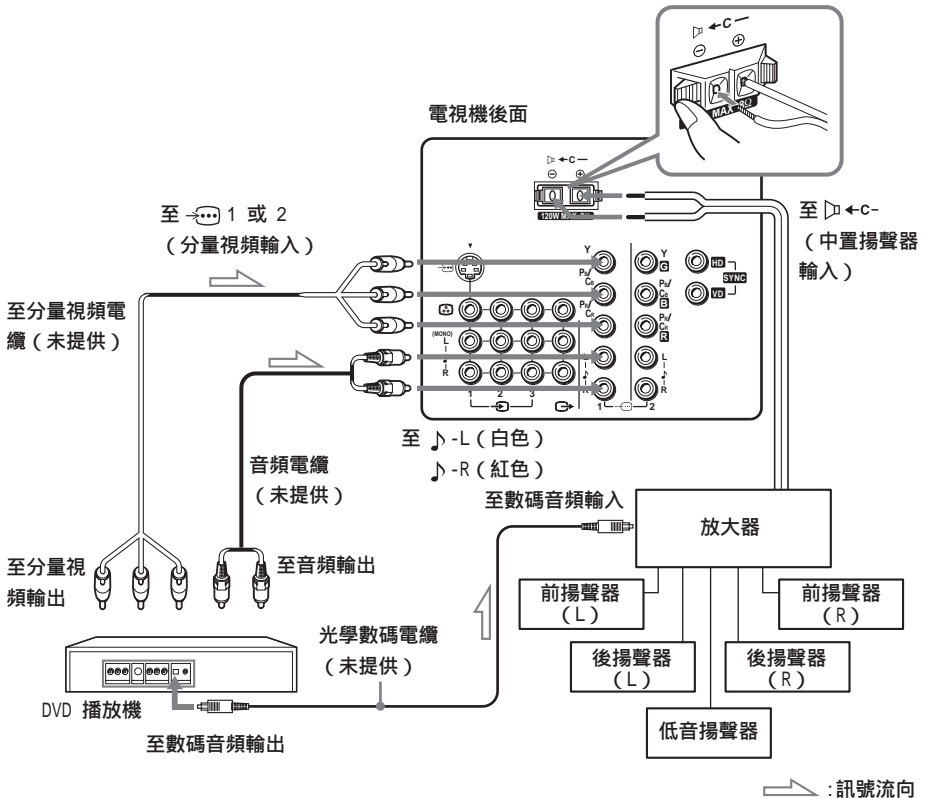 C
電視機後面
C
120W MAX 8Ω
MAX 8Ω
至 1 或 2
(分量視頻輸入)
至 C
(中置揚聲器
輸入)
至分量視頻電
纜(未提供)
Y
PB/
CB
PR/
CR
Y
G
PB/
CB
B
PR/
CR
R
HD
SYNC
VD
(MONO)
L
R
L
R
1
2
3
1
2
至 ♪ -L(白色)
♪ -R(紅色)
音頻電纜
(未提供)
至數碼音頻輸入
放大器
至分量視
頻輸出
至音頻輸出
前揚聲器
(L)
前揚聲器
(R)
後揚聲器
(L)
後揚聲器
(R)
低音揚聲器
光學數碼電纜
(未提供)
DVD 播放機
至數碼音頻輸出
:訊號流向